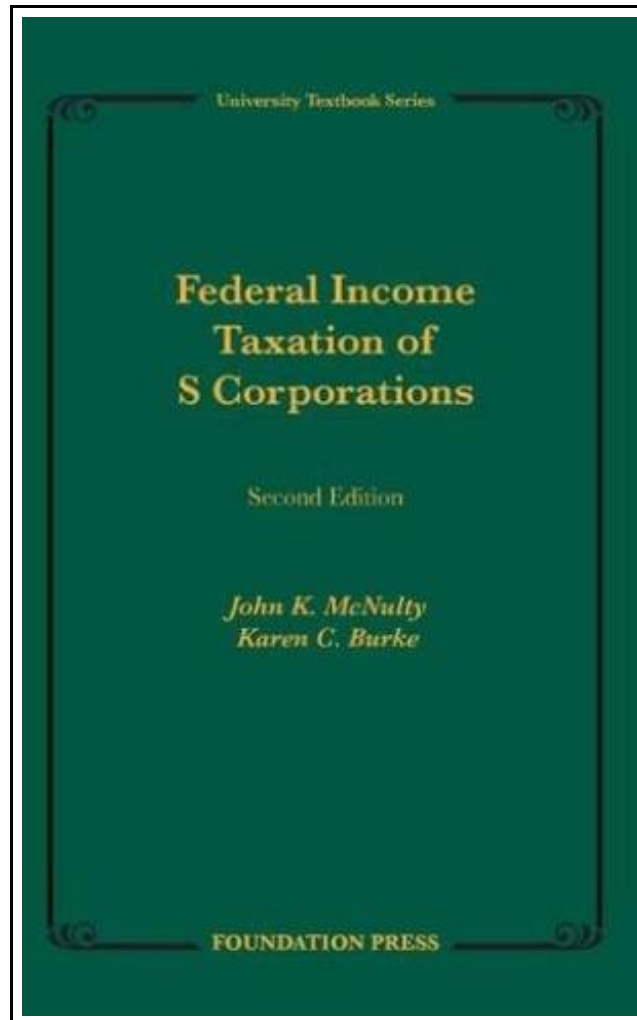 University Textbook Series
Federal Income
Taxation of
S Corporations
Second Edition
John K. McNulty
Karen C. Burke
FOUNDATION PRESS